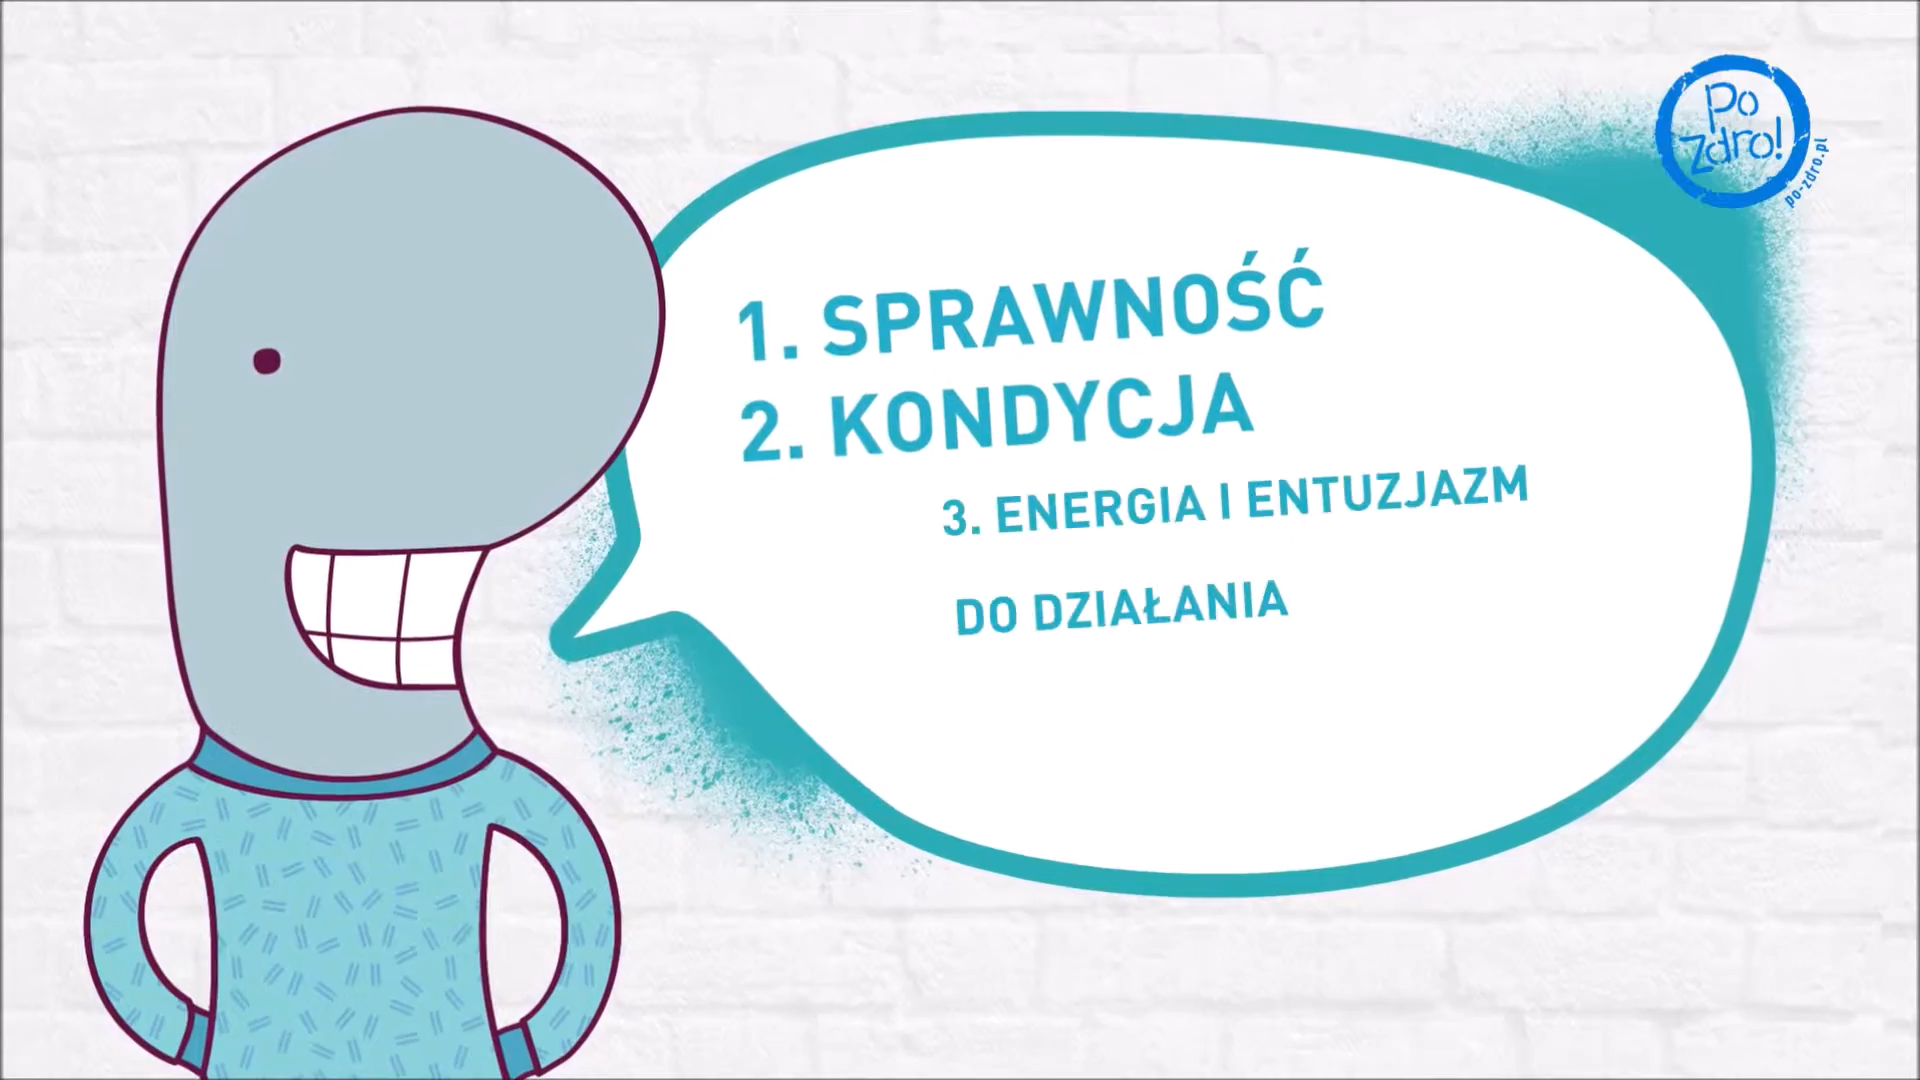 Po
Zdro!
po-zdro.pl
1. SPRAWNOŚĆ
2. KONDYCJA
3. ENERGIA I ENTUZJAZM
DO DZIAŁANIA